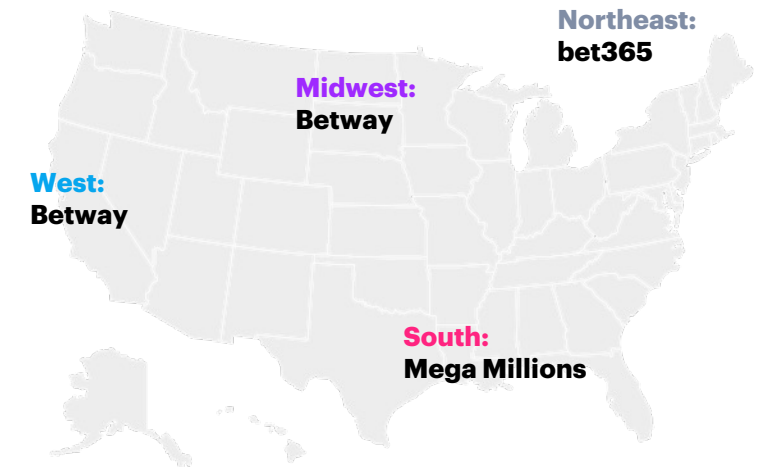 Northeast:
bet365
Midwest:
Betway
West:
Betway
South:
Mega Millions